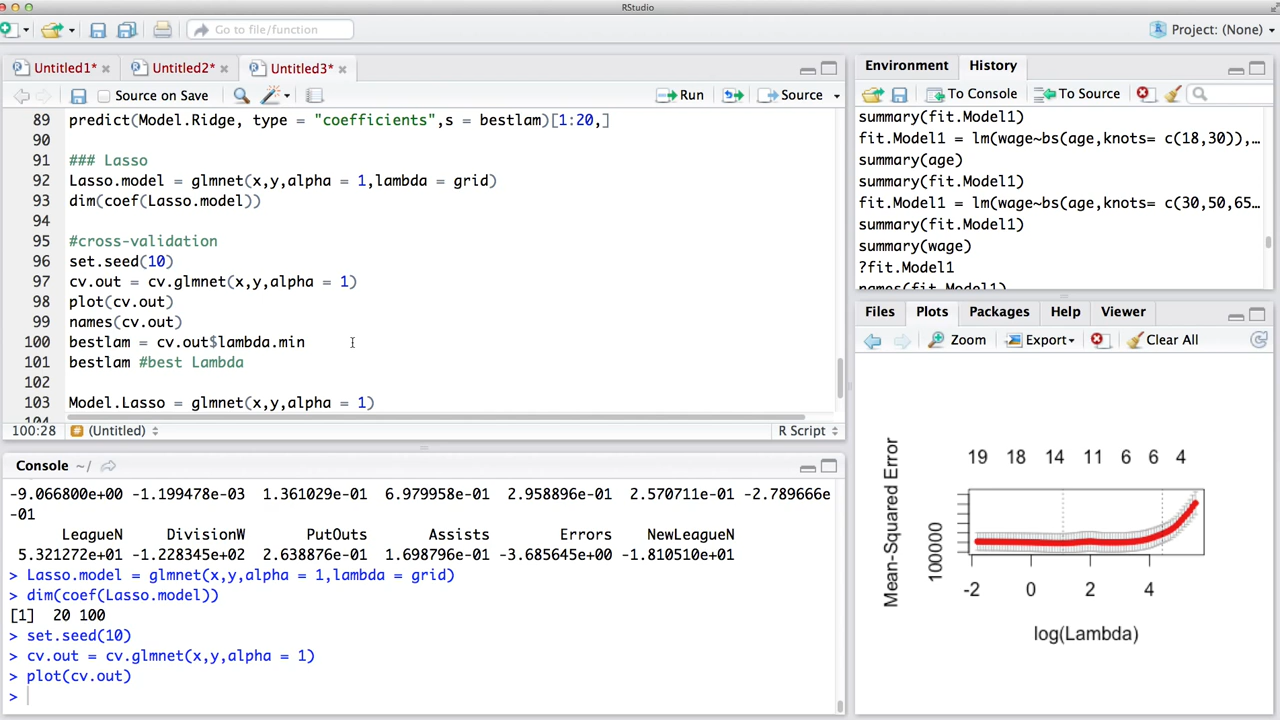 RStudio
Go to file/function
Project: (None)
Untitled1*
Untitled2*
Untitled3*
Source on Save
Run
Source
89 predict(Model.Ridge, type = "coefficients",s = bestlam)[1:20,]
90
91 ### Lasso
92 Lasso.model = glmnet(x,y,alpha = 1,lambda = grid)
93 dim(coef(Lasso.model))
94
95 #cross-validation
96 set.seed(10)
97 cv.out = cv.glmnet(x,y,alpha = 1)
98 plot(cv.out)
99 names(cv.out)
100 bestlam = cv.out$lambda.min
101 bestlam #best Lambda
102
103 Model.Lasso = glmnet(x,y,alpha = 1)
104
100:28
(Untitled)
R Script
Console ~/
-9.066800e+00 -1.199478e-03 1.361029e-01 6.979958e-01 2.958896e-01 2.570711e-01 -2.789666e
-01
LeagueN DivisionW PutOuts Assists Errors NewLeagueN
5.321272e+01 -1.228345e+02 2.638876e-01 1.698796e-01 -3.685645e+00 -1.810510e+01
> Lasso.model = glmnet(x,y,alpha = 1,lambda = grid)
> dim(coef(Lasso.model))
[1] 20 100
> set.seed(10)
> cv.out = cv.glmnet(x,y,alpha = 1)
> plot(cv.out)
>
Environment
History
To Console
To Source
summary(fit.Model1)
fit.Model1 = lm(wage~bs(age,knots= c(18,30)),…
summary(age)
summary(fit.Model1)
fit.Model1 = lm(wage~bs(age,knots= c(30,50,65…
summary(fit.Model1)
summary(wage)
?fit.Model1
names(fit.Model1)
Files
Plots
Packages
Help
Viewer
Zoom
Export
Clear All
19 18 14 11 6 6 4
Mean-Squared Error
100000
-2 0 2 4
log(Lambda)